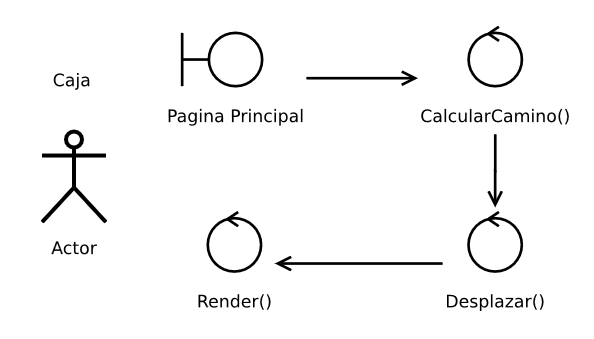 Caja
Pagina Principal
CalcularCamino()
Actor
Render()
Desplazar()